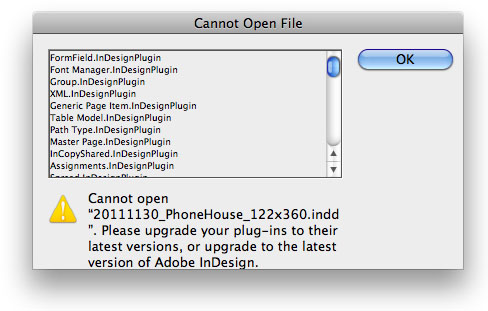 Cannot Open File
FormField.InDesignPlugin
Font Manager.InDesignPlugin
Group.InDesignPlugin
XML.InDesignPlugin
Generic Page Item.InDesignPlugin
Table Model.InDesignPlugin
Path Type.InDesignPlugin
Master Page.InDesignPlugin
InCopyShared.InDesignPlugin
Assignments.InDesignPlugin
Spread.InDesignPlugin
OK
Cannot open
"20111130_PhoneHouse_122x360.indd
". Please upgrade your plug-ins to their
latest versions, or upgrade to the latest
version of Adobe InDesign.